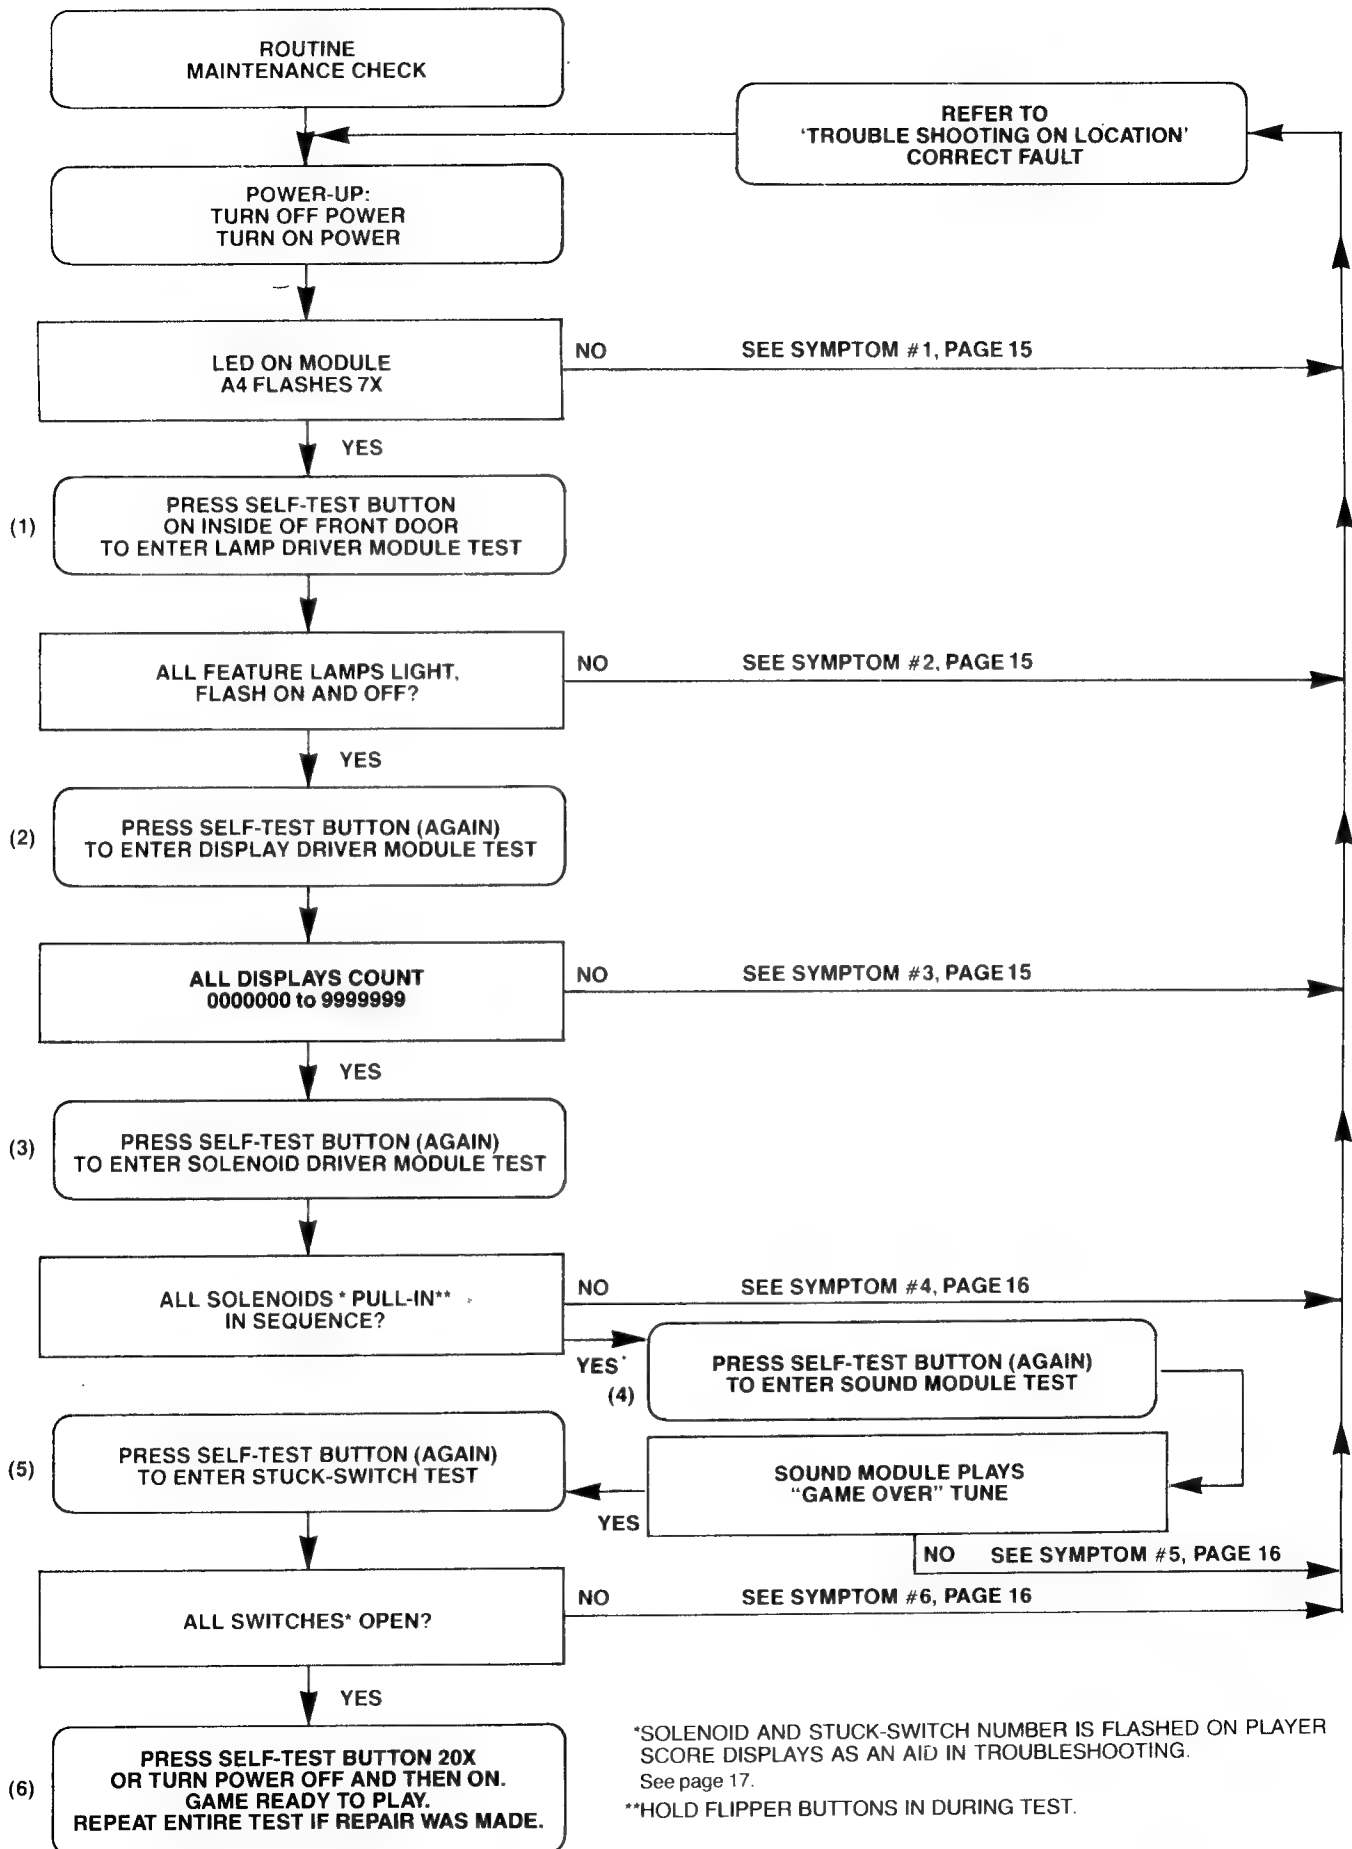 ROUTINE
MAINTENANCE CHECK
REFER TO
'TROUBLE SHOOTING ON LOCATION'
CORRECT FAULT
POWER-UP:
TURN OFF POWER
TURN ON POWER
LED ON MODULE
A4 FLASHES 7X
NO SEE SYMPTOM #1, PAGE 15
YES
(1)
PRESS SELF-TEST BUTTON
ON INSIDE OF FRONT DOOR
TO ENTER LAMP DRIVER MODULE TEST
ALL FEATURE LAMPS LIGHT,
FLASH ON AND OFF?
NO SEE SYMPTOM #2, PAGE 15
YES
(2)
PRESS SELF-TEST BUTTON (AGAIN)
TO ENTER DISPLAY DRIVER MODULE TEST
ALL DISPLAYS COUNT
0000000 to 9999999
NO SEE SYMPTOM #3, PAGE 15
YES
(3)
PRESS SELF-TEST BUTTON (AGAIN)
TO ENTER SOLENOID DRIVER MODULE TEST
ALL SOLENOIDS * PULL-IN**
IN SEQUENCE?
NO SEE SYMPTOM #4, PAGE 16
YES
(4)
PRESS SELF-TEST BUTTON (AGAIN)
TO ENTER SOUND MODULE TEST
SOUND MODULE PLAYS
"GAME OVER" TUNE
YES
NO SEE SYMPTOM #5, PAGE 16
(5)
PRESS SELF-TEST BUTTON (AGAIN)
TO ENTER STUCK-SWITCH TEST
ALL SWITCHES* OPEN?
NO SEE SYMPTOM #6, PAGE 16
YES
(6)
PRESS SELF-TEST BUTTON 20X
OR TURN POWER OFF AND THEN ON.
GAME READY TO PLAY.
REPEAT ENTIRE TEST IF REPAIR WAS MADE.
*SOLENOID AND STUCK-SWITCH NUMBER IS FLASHED ON PLAYER
SCORE DISPLAYS AS AN AID IN TROUBLESHOOTING.
See page 17.
**HOLD FLIPPER BUTTONS IN DURING TEST.